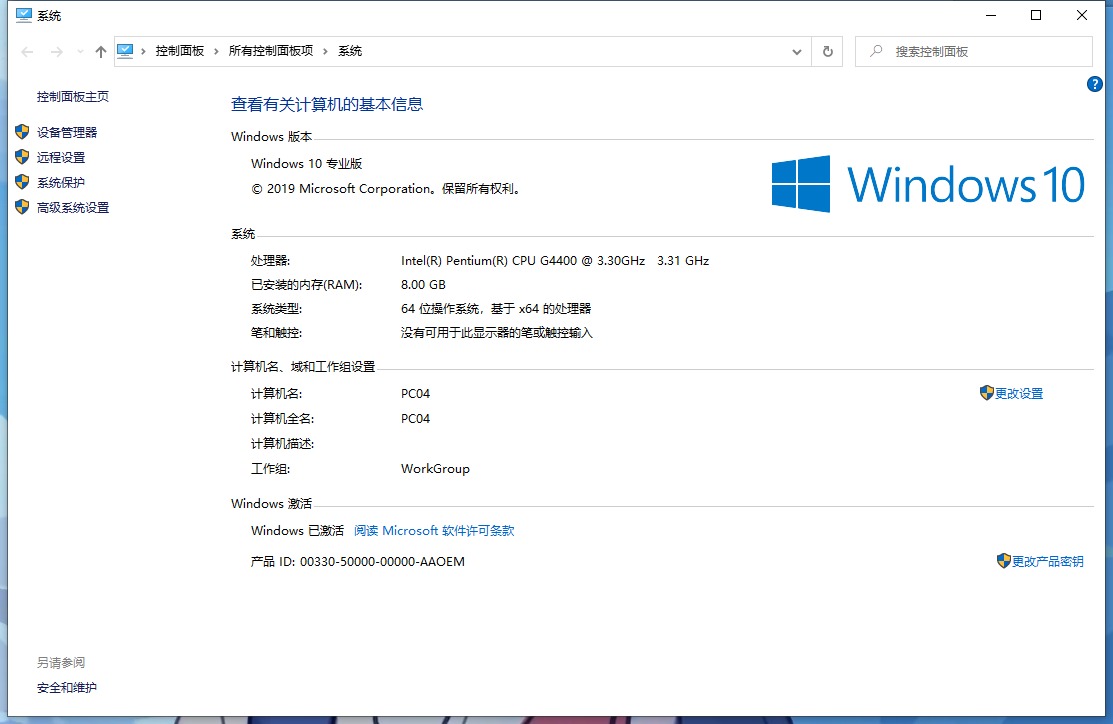 系统
控制面板 › 所有控制面板项 › 系统
搜索控制面板
?
控制面板主页
设备管理器
远程设置
系统保护
高级系统设置
查看有关计算机的基本信息
Windows 版本
Windows 10 专业版
© 2019 Microsoft Corporation。保留所有权利。
Windows 10
系统
处理器: Intel(R) Pentium(R) CPU G4400 @ 3.30GHz 3.31 GHz
已安装的内存(RAM): 8.00 GB
系统类型: 64 位操作系统，基于 x64 的处理器
笔和触控: 没有可用于此显示器的笔或触控输入
计算机名、域和工作组设置
计算机名: PC04 更改设置
计算机全名: PC04
计算机描述:
工作组: WorkGroup
Windows 激活
Windows 已激活 阅读 Microsoft 软件许可条款
产品 ID: 00330-50000-00000-AAOEM 更改产品密钥
另请参阅
安全和维护